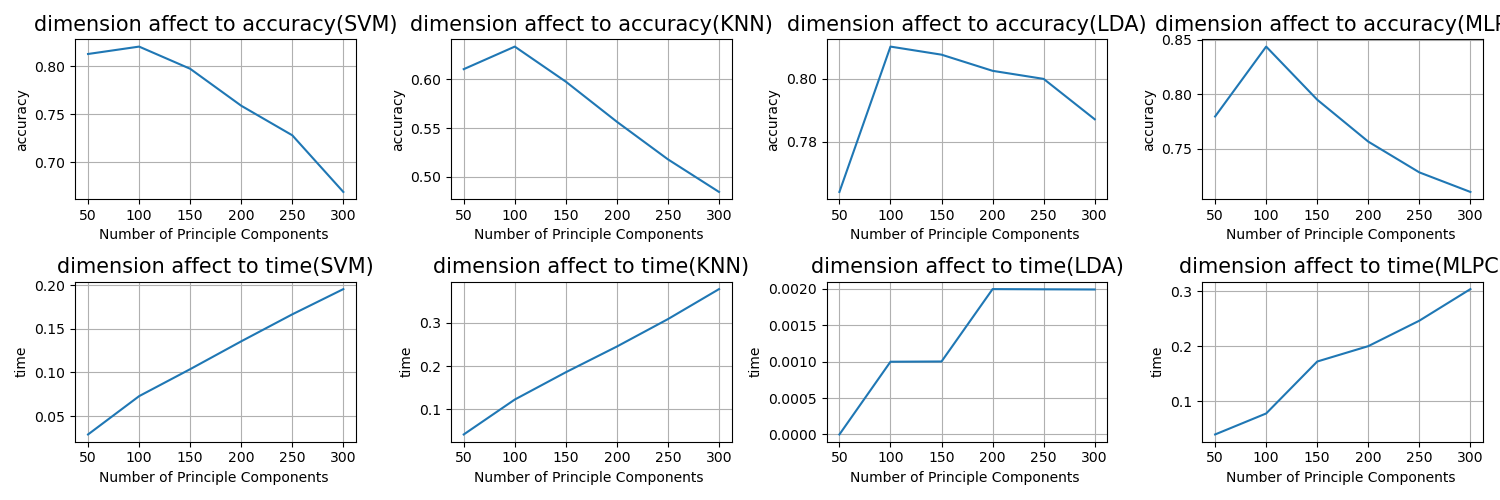 dimension affect to accuracy(SVM)
accuracy
0.80
0.75
0.70
50 100 150 200 250 300
Number of Principle Components
dimension affect to accuracy(KNN)
accuracy
0.60
0.55
0.50
50 100 150 200 250 300
Number of Principle Components
dimension affect to accuracy(LDA)
accuracy
0.80
0.78
50 100 150 200 250 300
Number of Principle Components
dimension affect to accuracy(MLP
accuracy
0.85
0.80
0.75
50 100 150 200 250 300
Number of Principle Components
dimension affect to time(SVM)
time
0.20
0.15
0.10
0.05
50 100 150 200 250 300
Number of Principle Components
dimension affect to time(KNN)
time
0.3
0.2
0.1
50 100 150 200 250 300
Number of Principle Components
dimension affect to time(LDA)
time
0.0020
0.0015
0.0010
0.0005
0.0000
50 100 150 200 250 300
Number of Principle Components
dimension affect to time(MLPC
time
0.3
0.2
0.1
50 100 150 200 250 300
Number of Principle Components